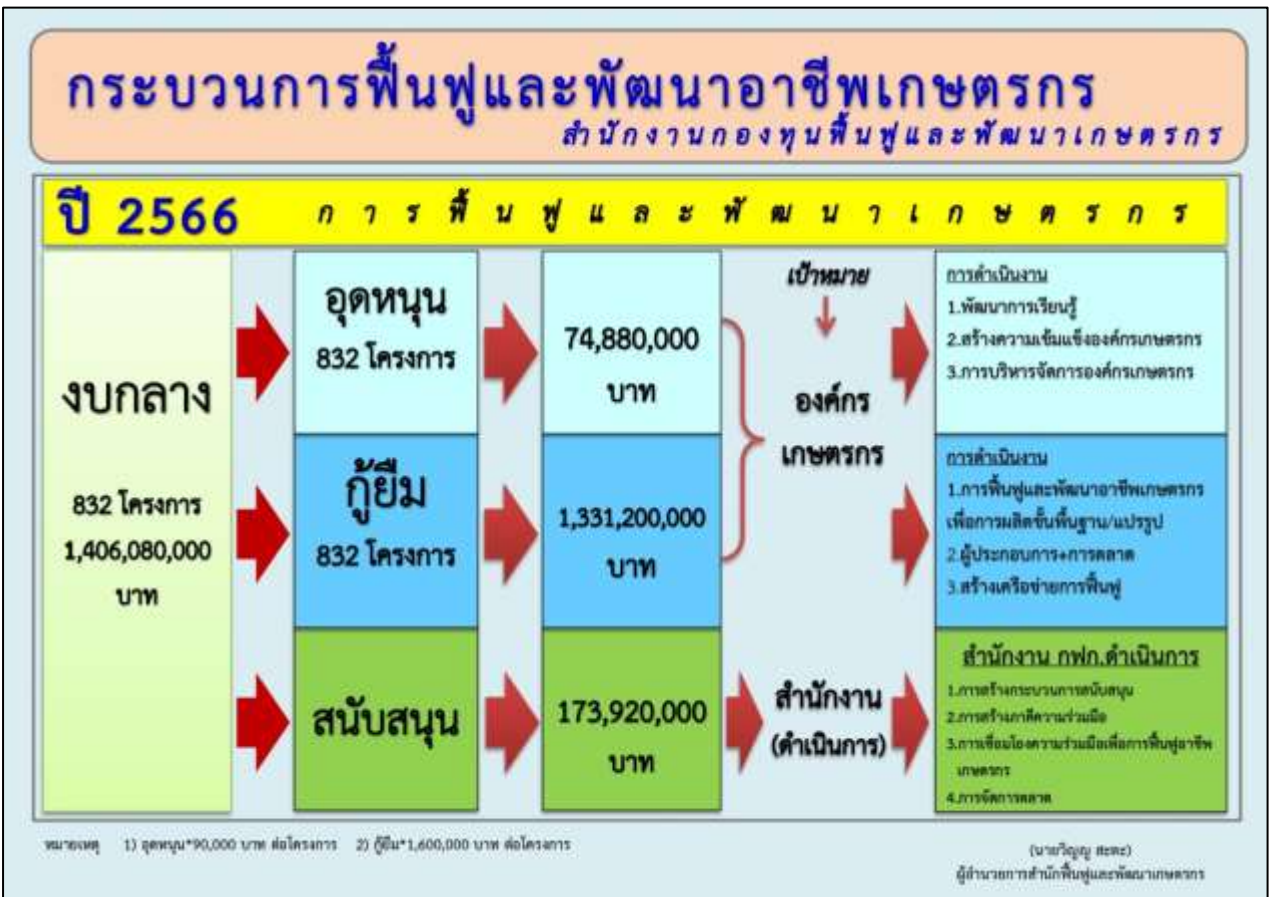 กระบวนการฟื้นฟูและพัฒนาอาชีพเกษตรกร
สำนักงานกองทุนฟื้นฟูและพัฒนาเกษตรกร
ปี 2566 การฟื้นฟูและพัฒนาเกษตรกร
งบกลาง
832 โครงการ
1,406,080,000
บาท
อุดหนุน
832 โครงการ
74,880,000
บาท
กู้ยืม
832 โครงการ
1,331,200,000
บาท
สนับสนุน
173,920,000
บาท
เป้าหมาย
องค์กร
เกษตรกร
สำนักงาน
(ดำเนินการ)
การดำเนินงาน
1.พัฒนาการเรียนรู้
2.สร้างความเข้มแข็งองค์กรเกษตรกร
3.การบริหารจัดการองค์กรเกษตรกร
การดำเนินงาน
1.การฟื้นฟูและพัฒนาอาชีพเกษตรกร
เพื่อการผลิตขั้นพื้นฐาน/แปรรูป
2.ผู้ประกอบการ+การตลาด
3.สร้างเครือข่ายการฟื้นฟู
สำนักงาน กฟก.ดำเนินการ
1.การสร้างกระบวนการสนับสนุน
2.การสร้างภาคีความร่วมมือ
3.การเชื่อมโยงความร่วมมือเพื่อการฟื้นฟูอาชีพ
เกษตรกร
4.การจัดการตลาด
หมายเหตุ 1) อุดหนุน*90,000 บาท ต่อโครงการ 2) กู้ยืม*1,600,000 บาท ต่อโครงการ
(นายวิญญู สะตะ)
ผู้อำนวยการสำนักฟื้นฟูและพัฒนาเกษตรกร